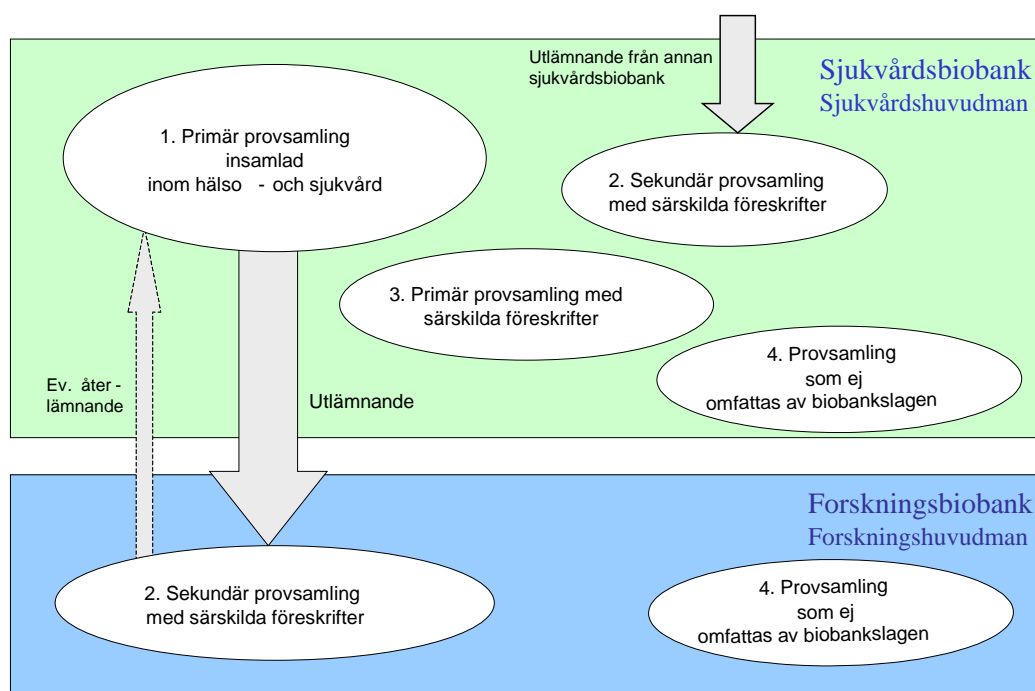 Utlämnande från annan
sjukvårdsbiobank
Sjukvårdsbiobank
Sjukvårdshuvudman
1. Primär provsamling
insamlad
inom hälso - och sjukvård
2. Sekundär provsamling
med särskilda föreskrifter
3. Primär provsamling med
särskilda föreskrifter
4. Provsamling
som ej
omfattas av biobankslagen
Ev. åter -
lämnande
Utlämnande
Forskningsbiobank
Forskningshuvudman
2. Sekundär provsamling
med särskilda föreskrifter
4. Provsamling
som ej
omfattas av biobankslagen